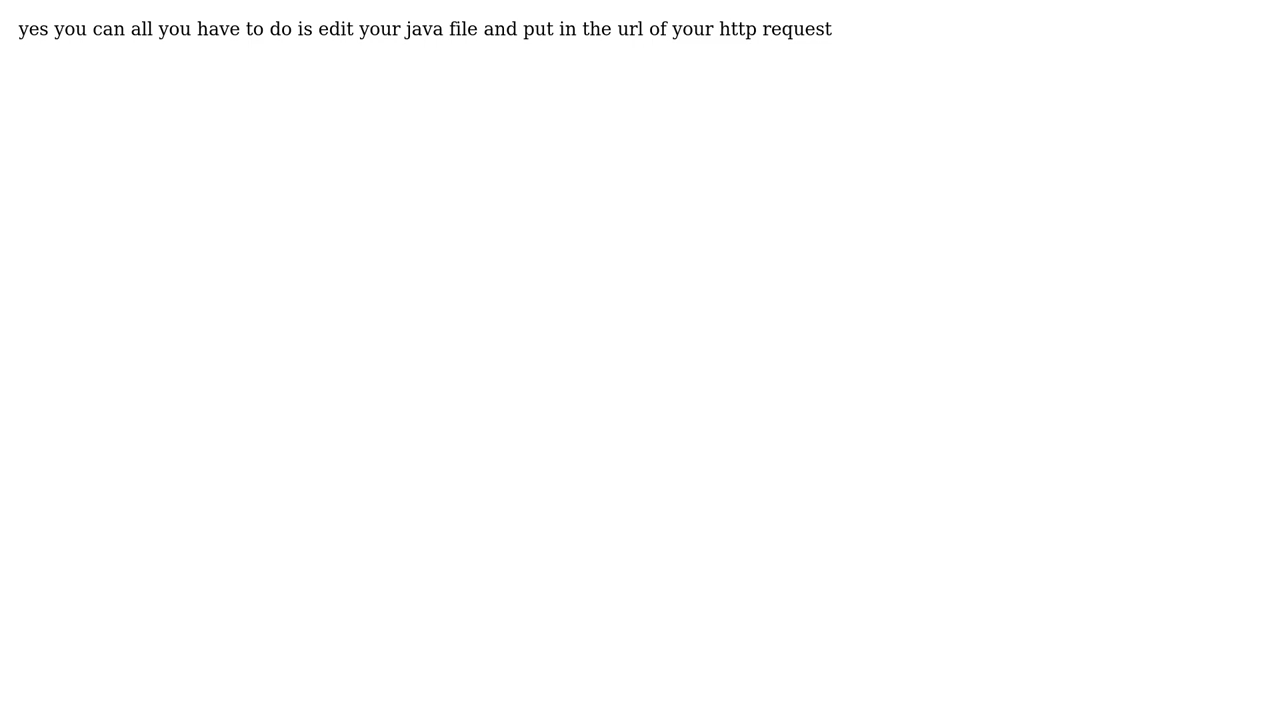 yes you can all you have to do is edit your java file and put in the url of your http request